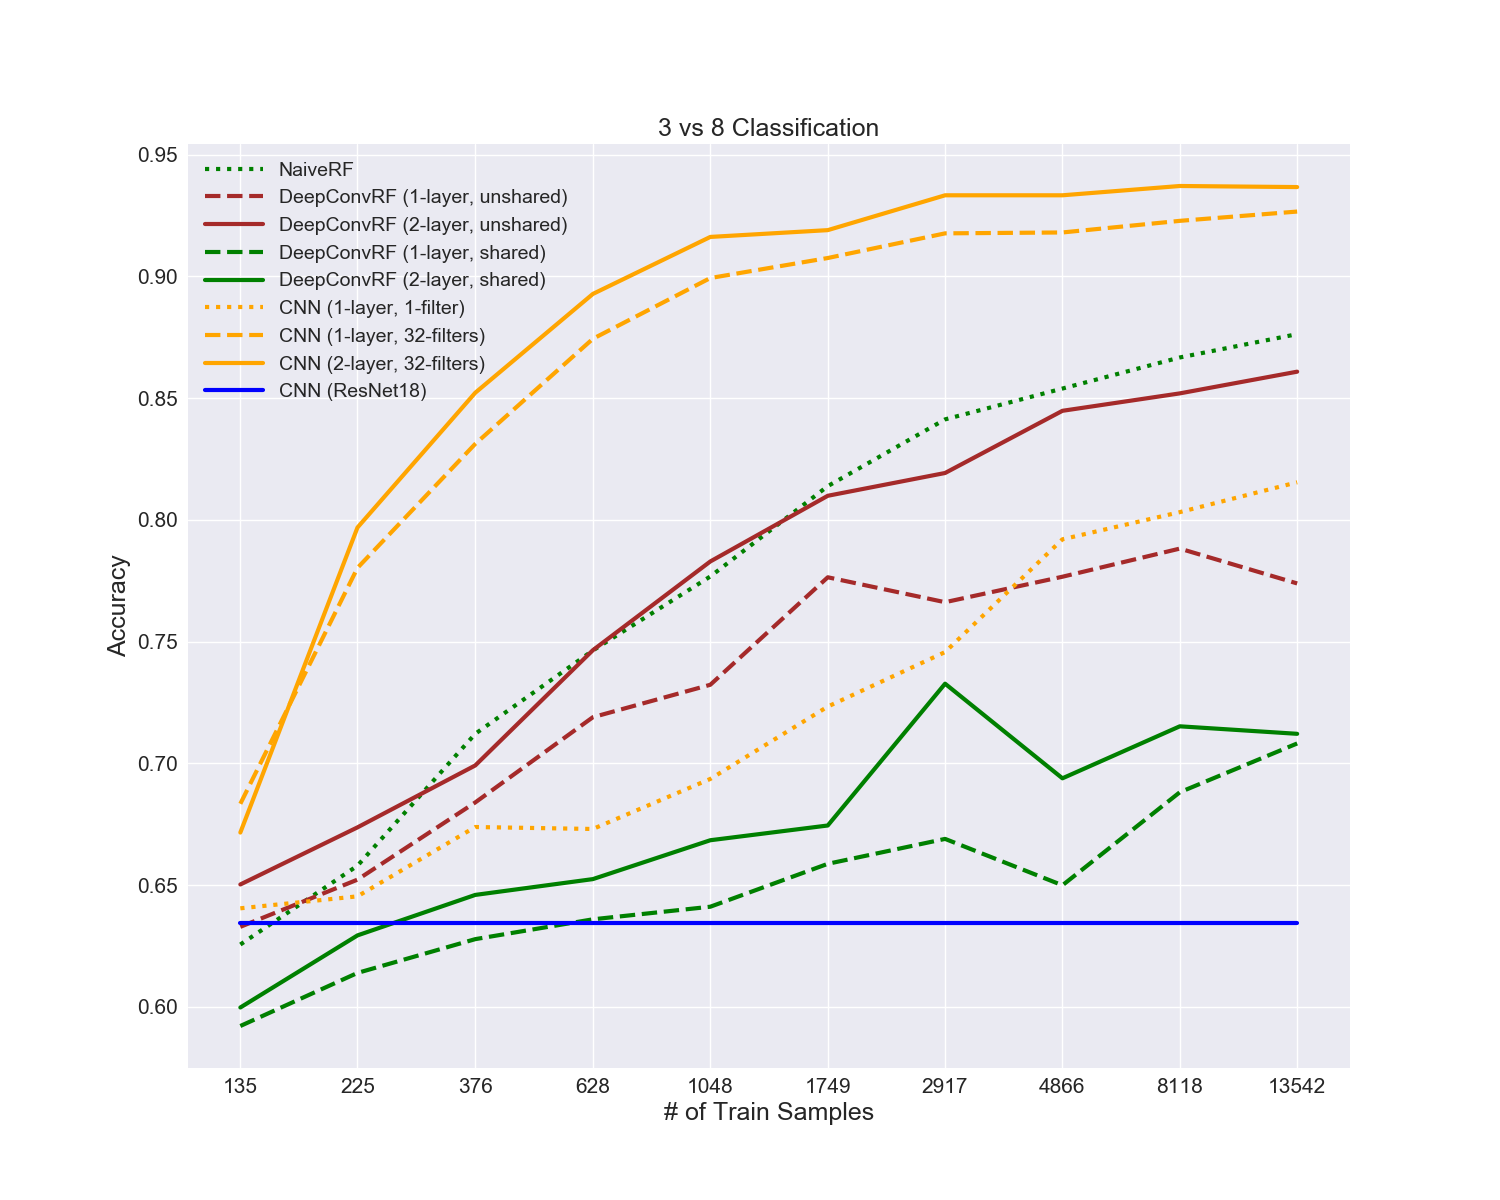 3 vs 8 Classification
0.95
0.90
0.85
0.80
0.75
0.70
0.65
0.60
Accuracy
NaiveRF
DeepConvRF (1-layer, unshared)
DeepConvRF (2-layer, unshared)
DeepConvRF (1-layer, shared)
DeepConvRF (2-layer, shared)
CNN (1-layer, 1-filter)
CNN (1-layer, 32-filters)
CNN (2-layer, 32-filters)
CNN (ResNet18)
135 225 376 628 1048 1749 2917 4866 8118 13542
# of Train Samples